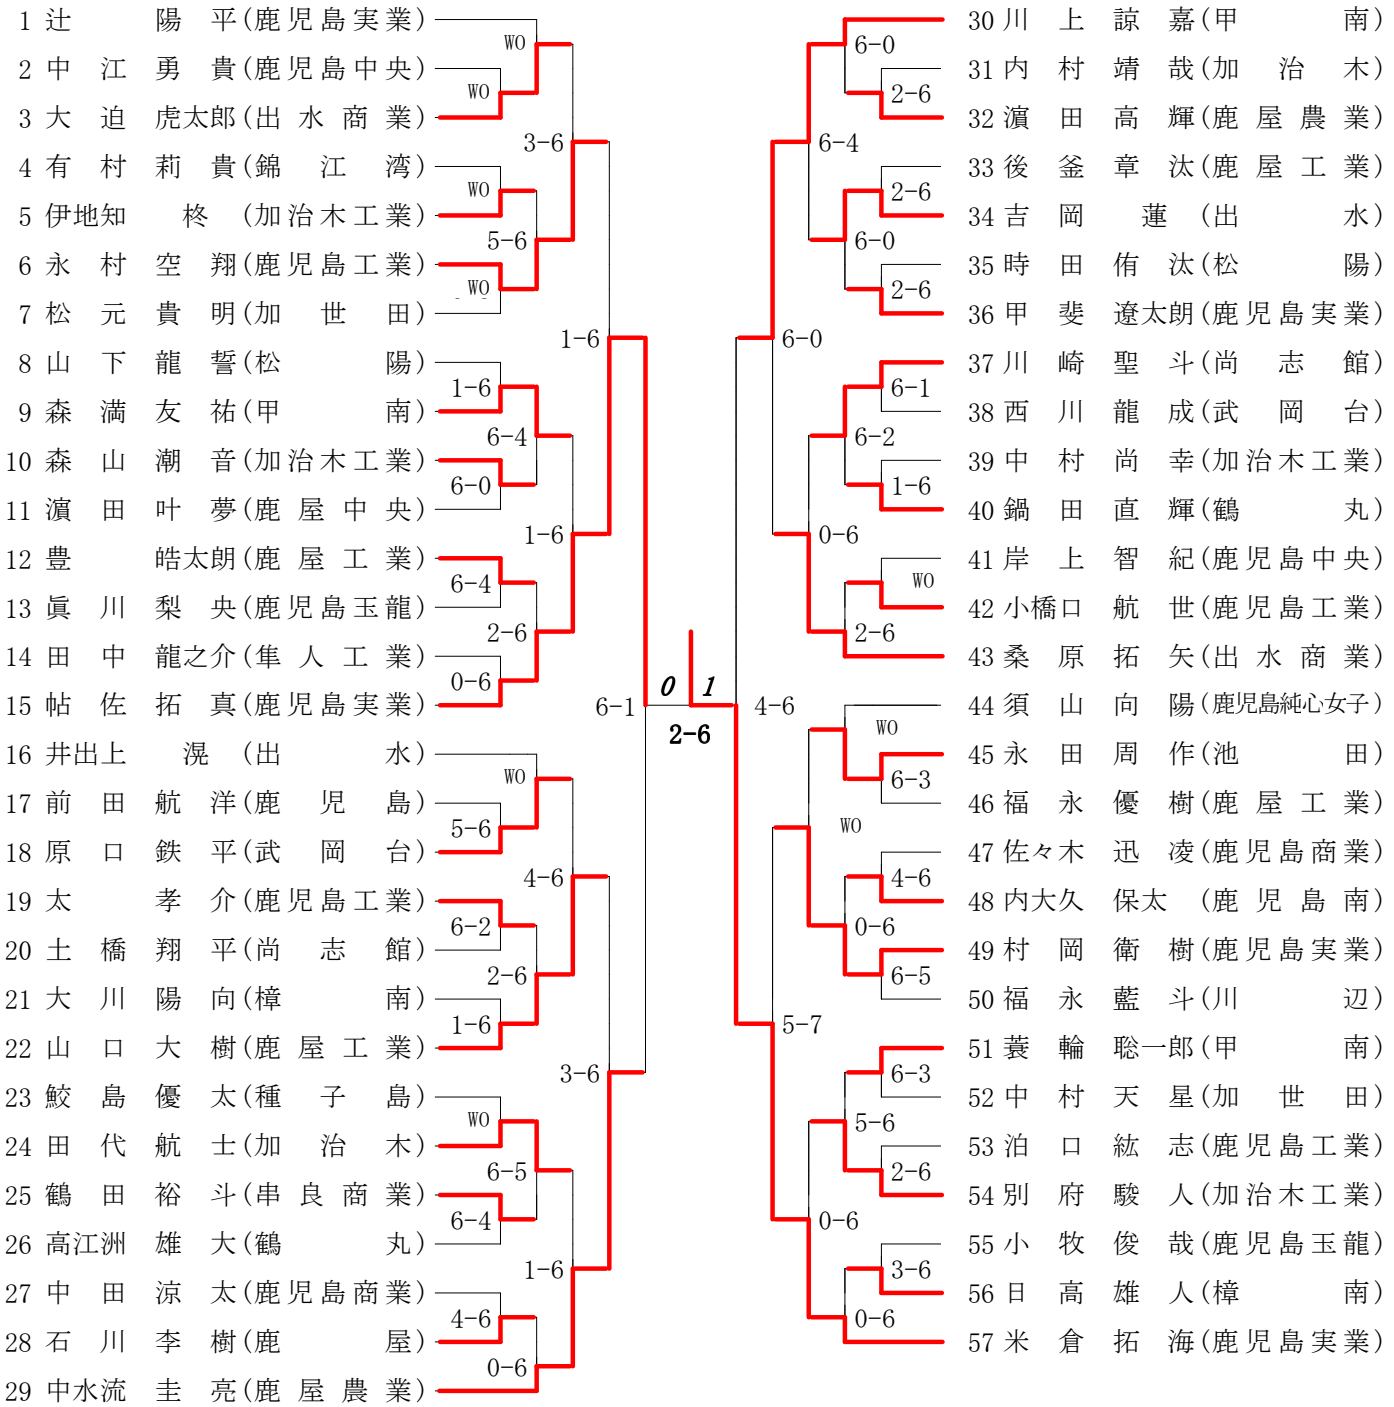 1 辻 陽 平(鹿児島実業)
2 中 江 勇 貴(鹿児島中央)
3 大 迫 虎太郎(出 水 商 業)
4 有 村 莉 貴(錦 江 湾)
5 伊地知 柊 (加治木工業)
6 永 村 空 翔(鹿児島工業)
7 松 元 貴 明(加 世 田)
8 山 下 龍 誓(松 陽)
9 森 満 友 祐(甲 南)
10 森 山 潮 音(加治木工業)
11 濵 田 叶 夢(鹿 屋 中 央)
12 豊 皓太朗(鹿 屋 工 業)
13 眞 川 梨 央(鹿児島玉龍)
14 田 中 龍之介(隼 人 工 業)
15 帖 佐 拓 真(鹿児島実業)
16 井出上 滉 (出 水)
17 前 田 航 洋(鹿 児 島)
18 原 口 鉄 平(武 岡 台)
19 太 孝 介(鹿児島工業)
20 土 橋 翔 平(尚 志 館)
21 大 川 陽 向(樟 南)
22 山 口 大 樹(鹿 屋 工 業)
23 鮫 島 優 太(種 子 島)
24 田 代 航 士(加 治 木)
25 鶴 田 裕 斗(串 良 商 業)
26 高江洲 雄 大(鶴 丸)
27 中 田 涼 太(鹿児島商業)
28 石 川 李 樹(鹿 屋)
29 中水流 圭 亮(鹿 屋 農 業)
WO
WO
3-6
WO
5-6
WO
1-6
1-6
6-4
6-0
1-6
6-4
2-6
0-6
6-1
WO
5-6
4-6
6-2
2-6
1-6
3-6
WO
6-5
6-4
1-6
4-6
0-6
0 1
2-6
6-0
2-6
6-4
2-6
6-0
2-6
6-0
6-1
6-2
1-6
0-6
WO
2-6
4-6
WO
6-3
WO
4-6
0-6
6-5
5-7
6-3
5-6
2-6
0-6
3-6
0-6
30 川 上 諒 嘉(甲 南)
31 内 村 靖 哉(加 治 木)
32 濵 田 高 輝(鹿 屋 農 業)
33 後 釜 章 汰(鹿 屋 工 業)
34 吉 岡 蓮 (出 水)
35 時 田 侑 汰(松 陽)
36 甲 斐 遼太朗(鹿児島実業)
37 川 崎 聖 斗(尚 志 館)
38 西 川 龍 成(武 岡 台)
39 中 村 尚 幸(加治木工業)
40 鍋 田 直 輝(鶴 丸)
41 岸 上 智 紀(鹿児島中央)
42 小橋口 航 世(鹿児島工業)
43 桑 原 拓 矢(出 水 商 業)
44 須 山 向 陽(鹿児島純心女子)
45 永 田 周 作(池 田)
46 福 永 優 樹(鹿 屋 工 業)
47 佐々木 迅 凌(鹿児島商業)
48 内大久 保太 (鹿 児 島 南)
49 村 岡 衛 樹(鹿児島実業)
50 福 永 藍 斗(川 辺)
51 蓑 輪 聡一郎(甲 南)
52 中 村 天 星(加 世 田)
53 泊 口 紘 志(鹿児島工業)
54 別 府 駿 人(加治木工業)
55 小 牧 俊 哉(鹿児島玉龍)
56 日 高 雄 人(樟 南)
57 米 倉 拓 海(鹿児島実業)